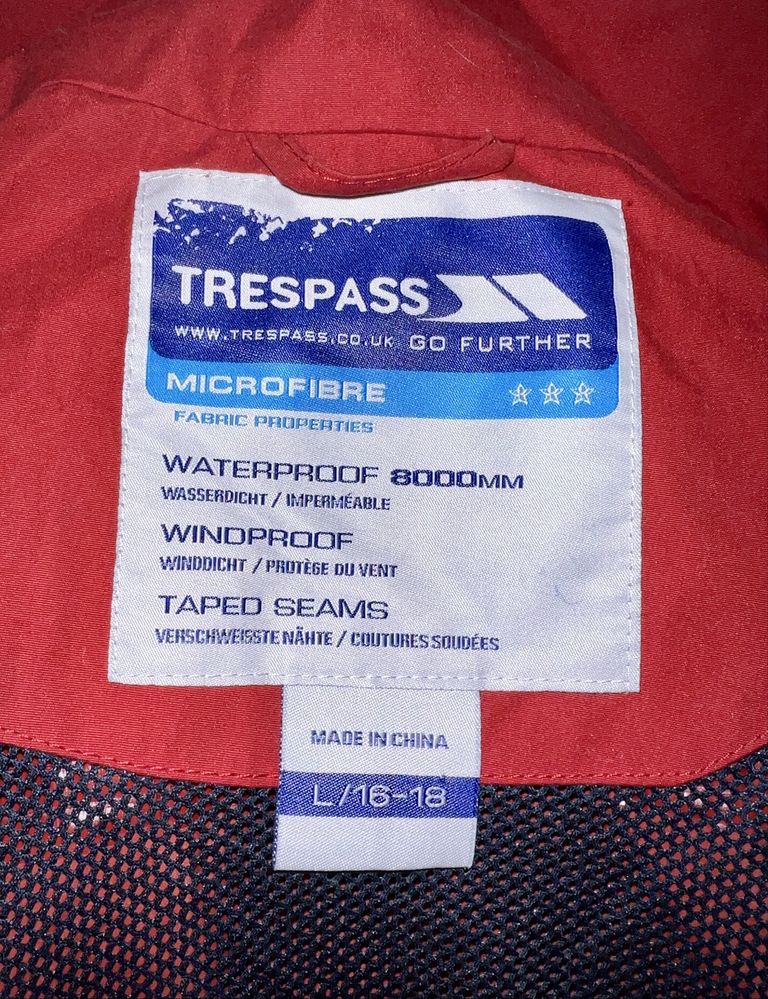 TRESPASS
WWW.TRESPASS.CO.UK GO FURTHER
MICROFIBRE
FABRIC PROPERTIES
WATERPROOF 8000MM
WASSERDICHT / IMPERMÉABLE
WINDPROOF
WINDDICHT / PROTÈGE DU VENT
TAPED SEAMS
VERSCHWEISSTE NÄHTE / COUTURES SOUDÉES
MADE IN CHINA
L/16-18